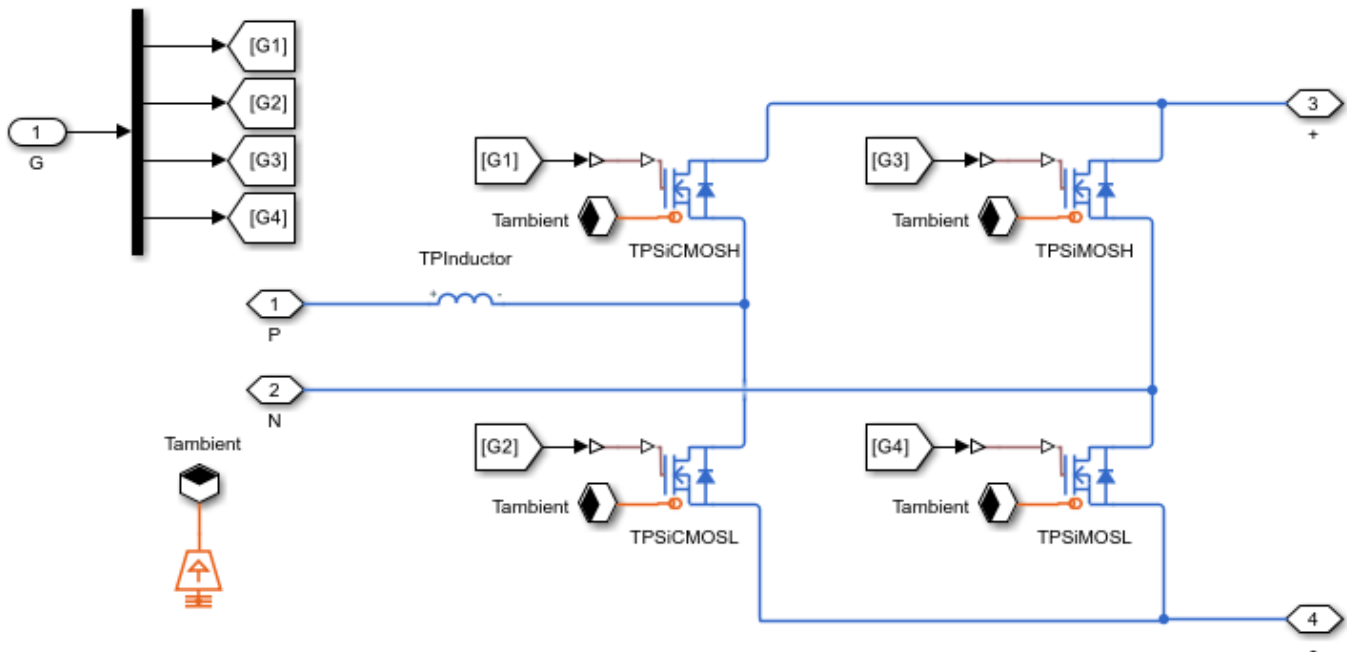 [G1]
[G2]
[G3]
[G4]
1
G
3
+
[G1]
[G3]
Tambient
Tambient
TPSiCMOSH
TPSiMOSH
TPInductor
+
-
1
P
2
N
Tambient
[G2]
[G4]
Tambient
Tambient
TPSiCMOSL
TPSiMOSL
4